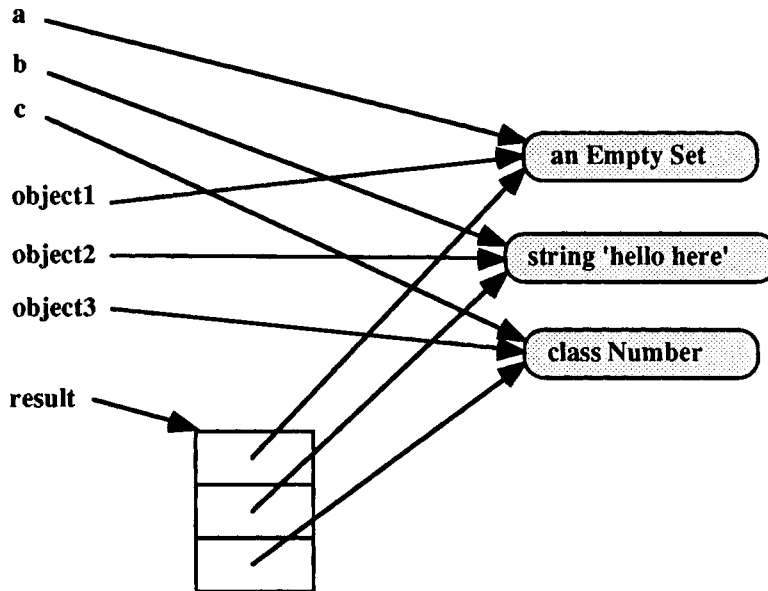 a
b
c
an Empty Set
object1
object2
string 'hello here'
object3
class Number
result